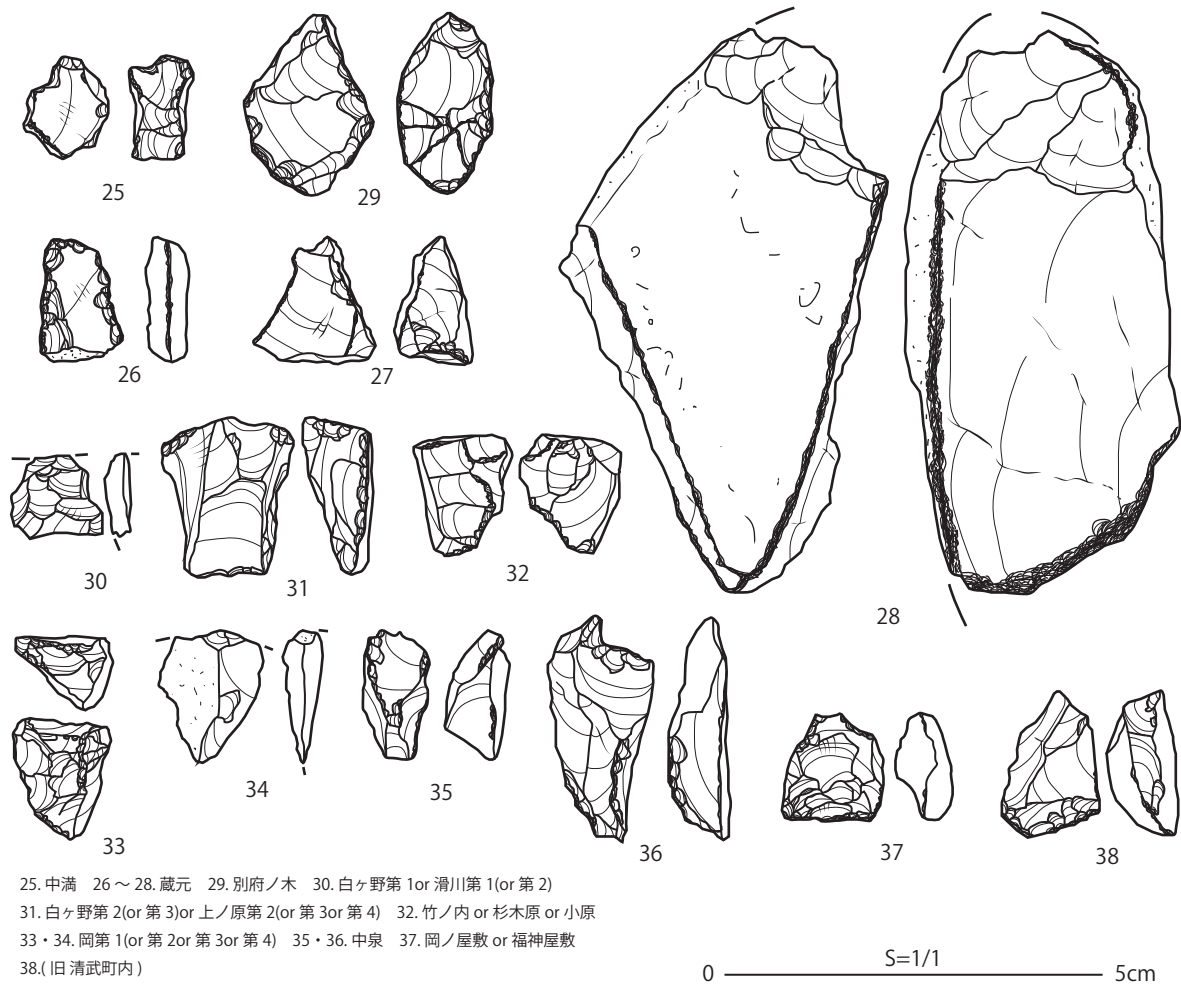 25
29
26
27
28
30
31
32
33
34
35
36
37
38
25. 中満　26 ～ 28. 蔵元　29. 別府ノ木　30. 白ヶ野第 1or 滑川第 1(or 第 2)
31. 白ヶ野第 2(or 第 3)or 上ノ原第 2(or 第 3or 第 4)　32. 竹ノ内 or 杉木原 or 小原
33・34. 岡第 1(or 第 2or 第 3or 第 4)　35・36. 中泉　37. 岡ノ屋敷 or 福神屋敷
38.( 旧 清武町内 )
S=1/1
0 5cm